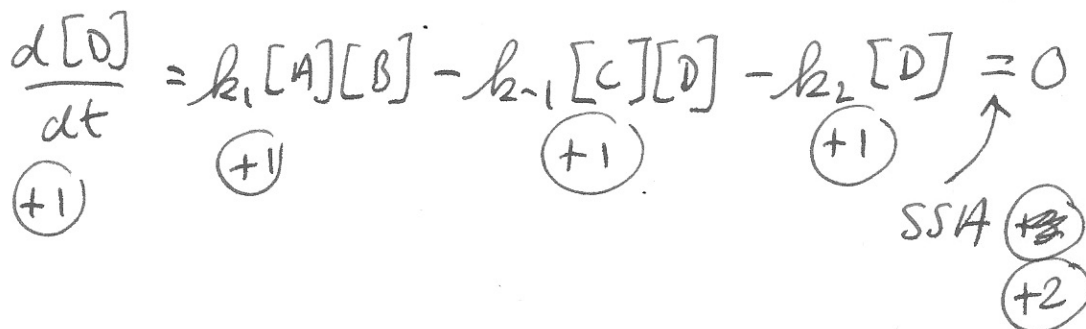 d[D]/dt = k₁[A][B] - k₋₁[C][D] - k₂[D] = 0
+1 +1 +1 +1
SSA
+2